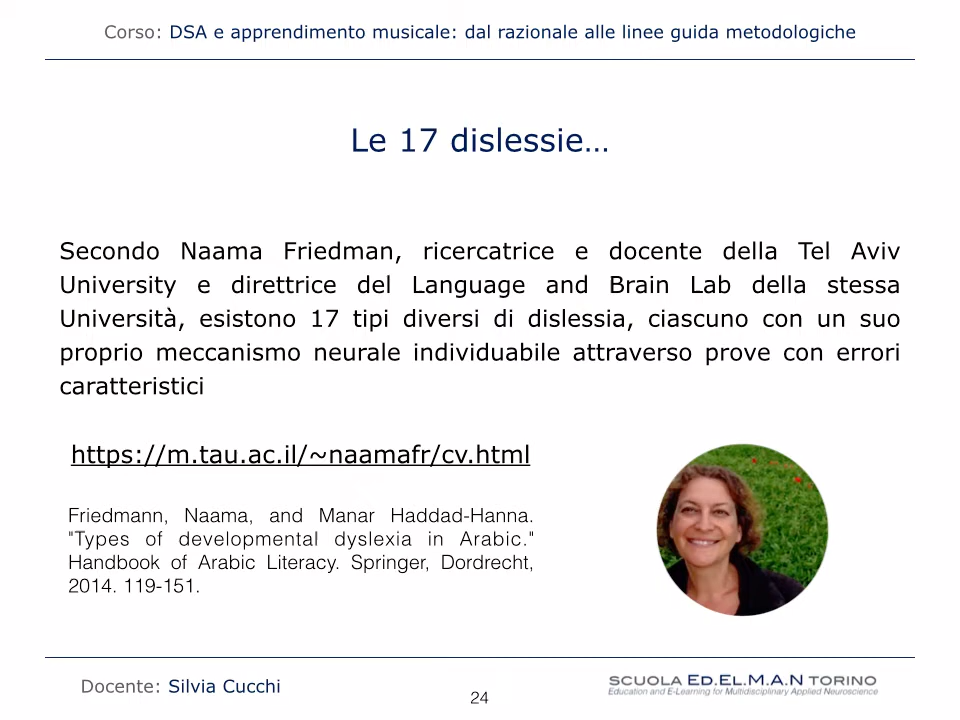 Corso: DSA e apprendimento musicale: dal razionale alle linee guida metodologiche
Le 17 dislessie…
Secondo Naama Friedman, ricercatrice e docente della Tel Aviv
University e direttrice del Language and Brain Lab della stessa
Università, esistono 17 tipi diversi di dislessia, ciascuno con un suo
proprio meccanismo neurale individuabile attraverso prove con errori
caratteristici
https://m.tau.ac.il/~naamafr/cv.html
Friedmann, Naama, and Manar Haddad-Hanna.
"Types of developmental dyslexia in Arabic."
Handbook of Arabic Literacy. Springer, Dordrecht,
2014. 119-151.
Docente: Silvia Cucchi
24
SCUOLA ED.EL.M.A.N TORINO
Education and E-Learning for Multidisciplinary Applied Neuroscience